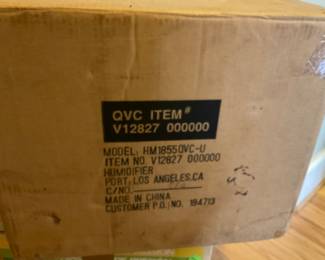 QVC ITEM#
V12827 000000
MODEL: HM1855QVC-U
ITEM NO. V12827 000000
HUMIDIFIER
PORT: LOS ANGELES,CA
C/NO.
MADE IN CHINA
CUSTOMER P.O. NO. 194713